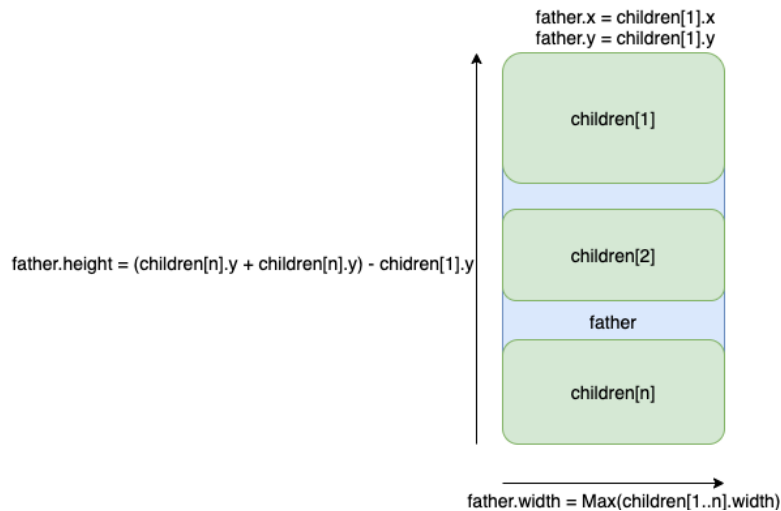 father.x = children[1].x
father.y = children[1].y
children[1]
children[2]
father.height = (children[n].y + children[n].y) - chidren[1].y
father
children[n]
father.width = Max(children[1..n].width)